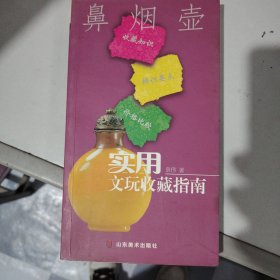 鼻烟壶
收藏知识
辨识要点
价格比较
实用
文玩收藏指南
山东美术出版社